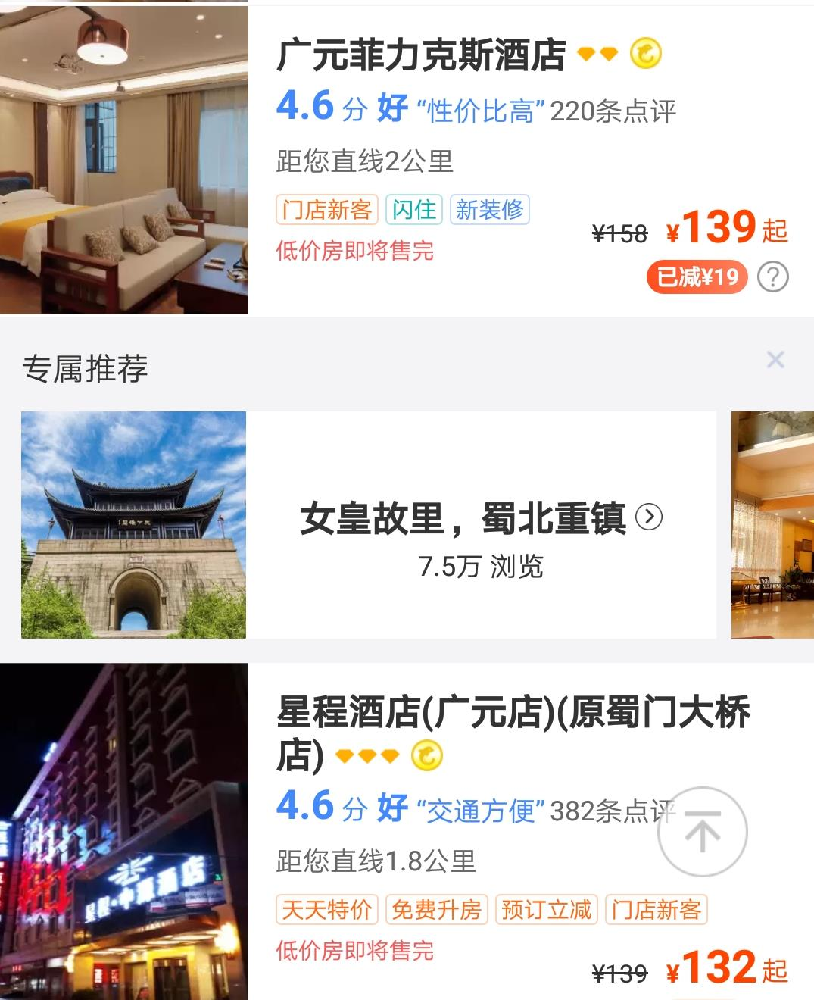 广元菲力克斯酒店
4.6 分 好 “性价比高” 220条点评
距您直线2公里
门店新客 闪住 新装修
低价房即将售完
¥158 ¥139起
已减¥19 ?
专属推荐
女皇故里，蜀北重镇
7.5万 浏览
星程酒店(广元店)(原蜀门大桥
店)
4.6 分 好 “交通方便” 382条点评
距您直线1.8公里
天天特价 免费升房 预订立减 门店新客
低价房即将售完
¥139 ¥132起